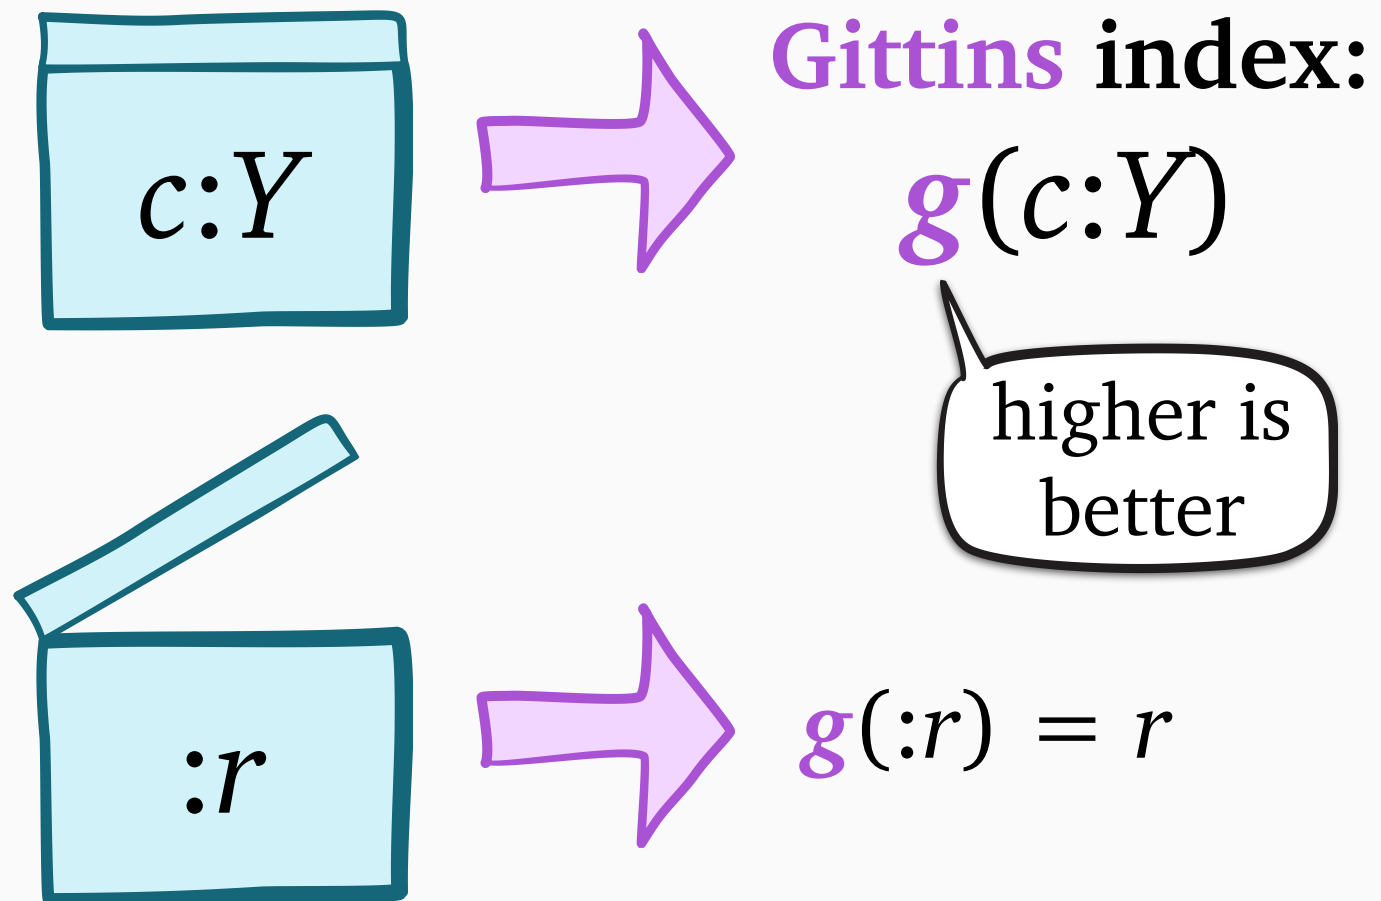 c:Y
Gittins index:
g(c:Y)
higher is
better
:r
g(:r) = r